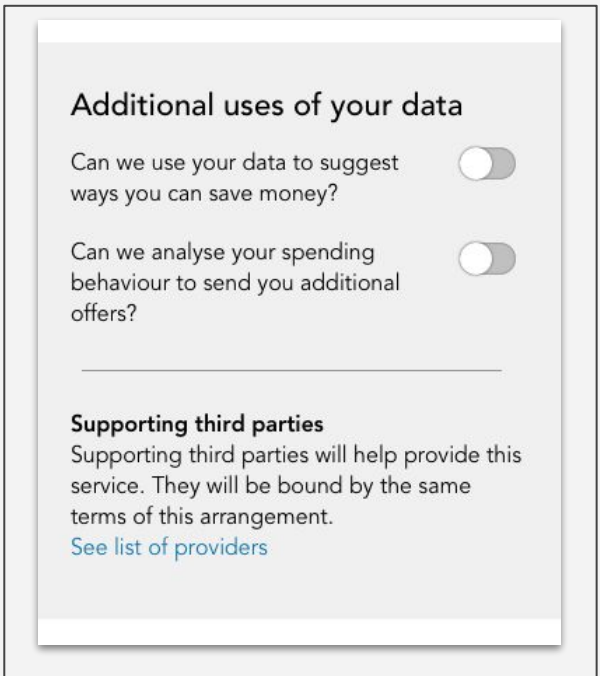 Additional uses of your data
Can we use your data to suggest
ways you can save money?
Can we analyse your spending
behaviour to send you additional
offers?
Supporting third parties
Supporting third parties will help provide this
service. They will be bound by the same
terms of this arrangement.
See list of providers